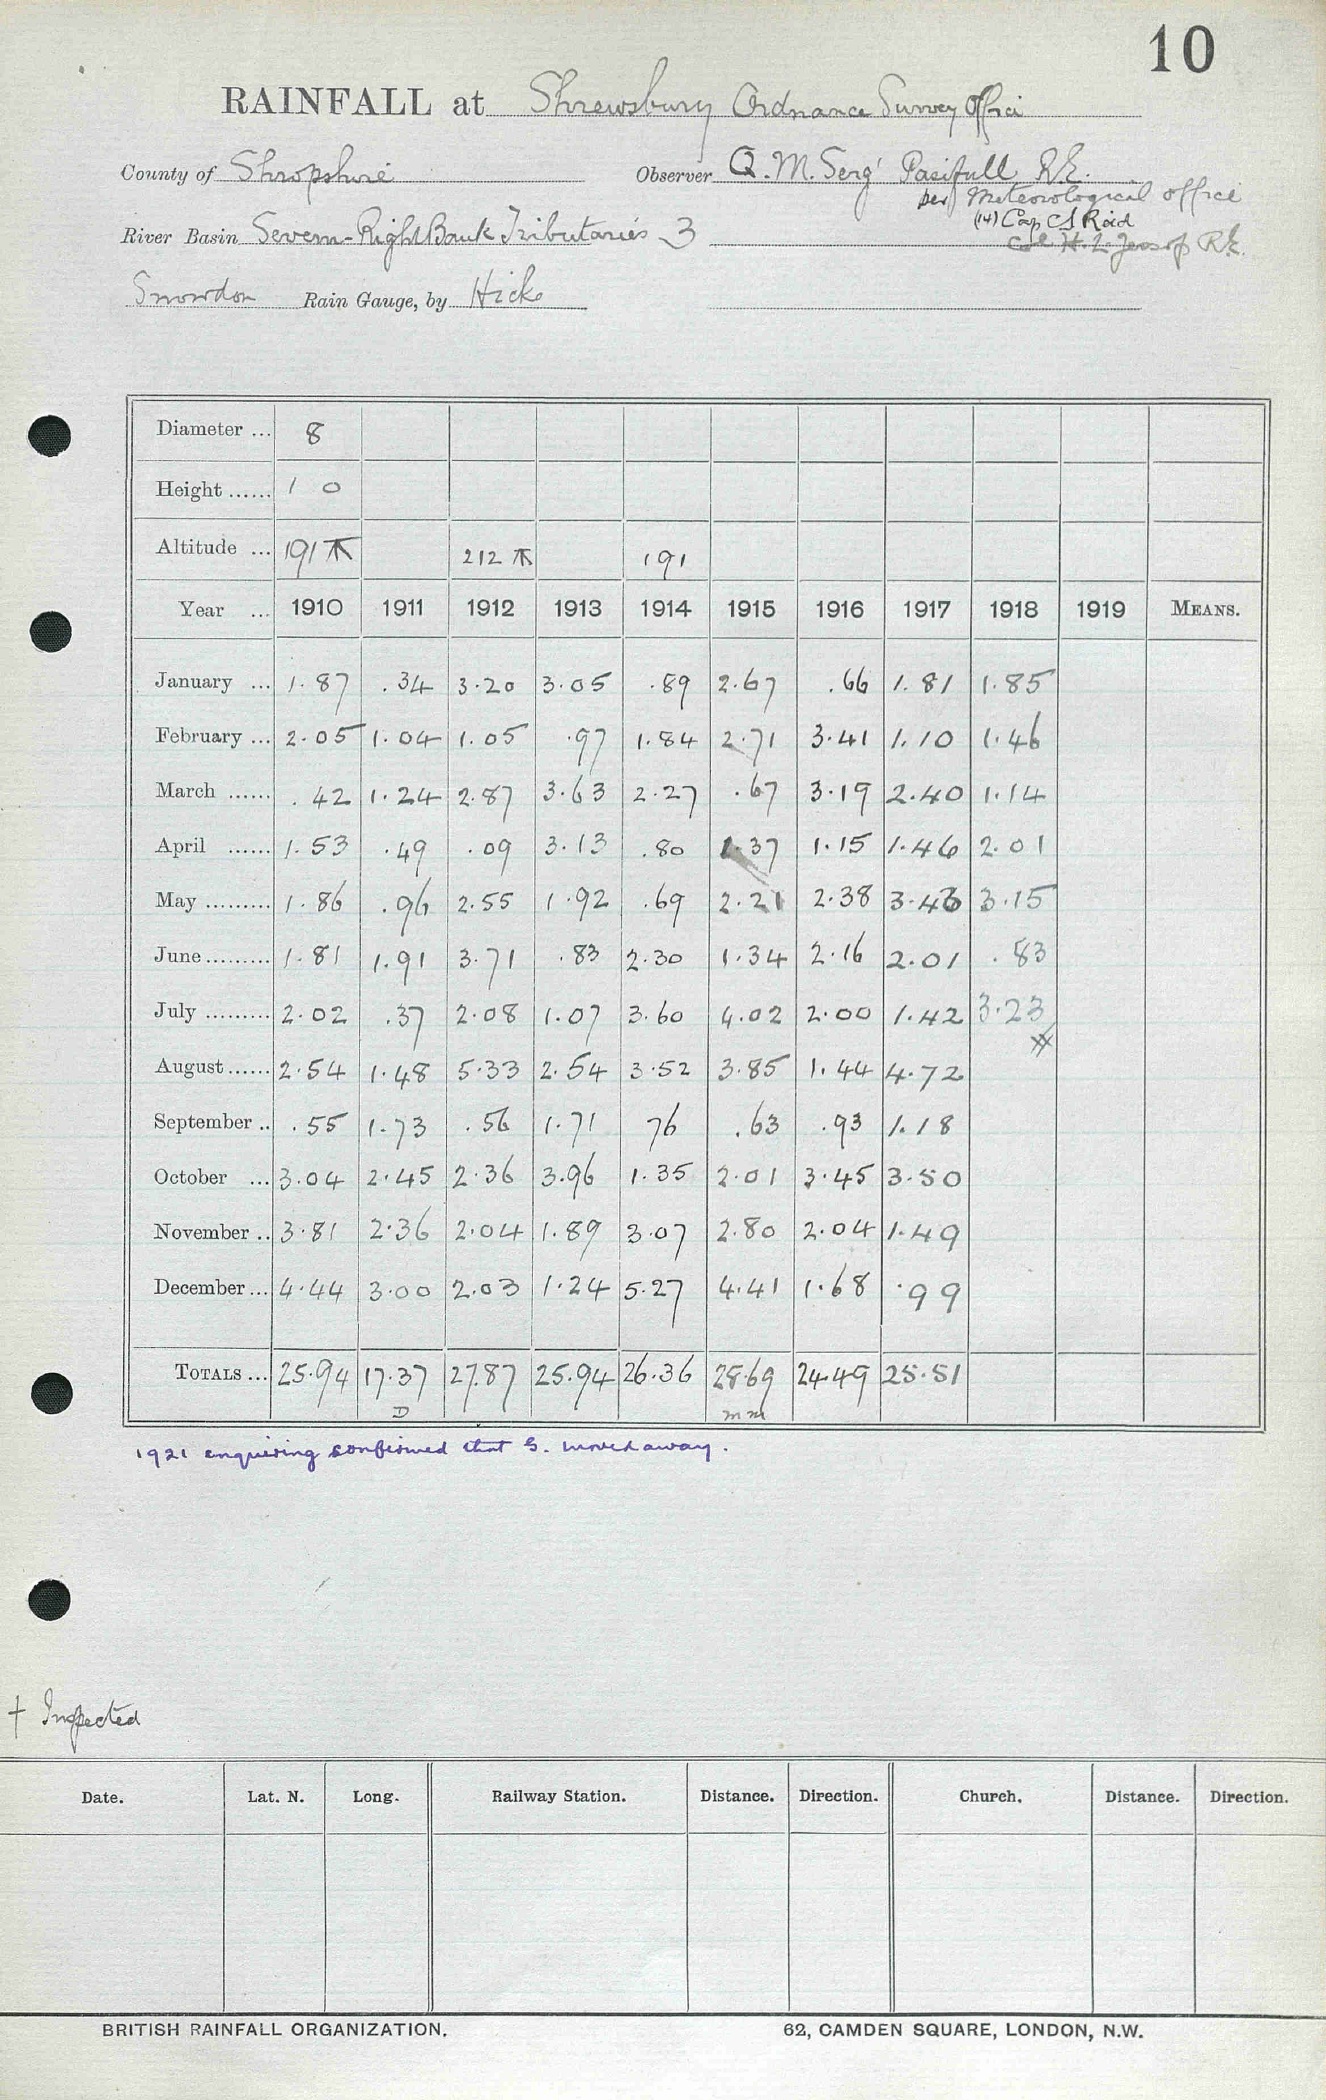 10
RAINFALL at Shrewsbury Ordnance Survey Office
County of Shropshire Observer Q. M. Serg' Pasifull R.E.
per Meteorological office
River Basin Severn-Right Bank Tributaries 3 (14) Cap C S Reid
Col H. L. Jessop R.E.
Snowdon Rain Gauge, by Hicks
Diameter ... 8
Height ...... 1 0
Altitude ... 191 212 191
Year ... 1910 1911 1912 1913 1914 1915 1916 1917 1918 1919 MEANS.
January ... 1.87 .34 3.20 3.05 .89 2.67 .66 1.81 1.85
February ... 2.05 1.04 1.05 .97 1.84 2.71 3.41 1.10 1.46
March ...... .42 1.24 2.87 3.63 2.27 .67 3.19 2.40 1.14
April ...... 1.53 .49 .09 3.13 .80 1.37 1.15 1.46 2.01
May ......... 1.86 .96 2.55 1.92 .69 2.21 2.38 3.43 3.15
June ......... 1.81 1.91 3.71 .83 2.30 1.34 2.16 2.01 .83
July ......... 2.02 .37 2.08 1.07 3.60 4.02 2.00 1.42 3.23
August ...... 2.54 1.48 5.33 2.54 3.52 3.85 1.44 4.72
September .. .55 1.73 .56 1.71 76 .63 .93 1.18
October ... 3.04 2.45 2.36 3.96 1.35 2.01 3.45 3.50
November .. 3.81 2.36 2.04 1.89 3.07 2.80 2.04 1.49
December ... 4.44 3.00 2.03 1.24 5.27 4.41 1.68 .99
TOTALS ... 25.94 17.37 27.87 25.94 26.36 28.69 24.49 25.51
D mm
1921 enquiring confirmed that S. moved away.
† Inspected
Date. Lat. N. Long. Railway Station. Distance. Direction. Church. Distance. Direction.
BRITISH RAINFALL ORGANIZATION. 62, CAMDEN SQUARE, LONDON, N.W.